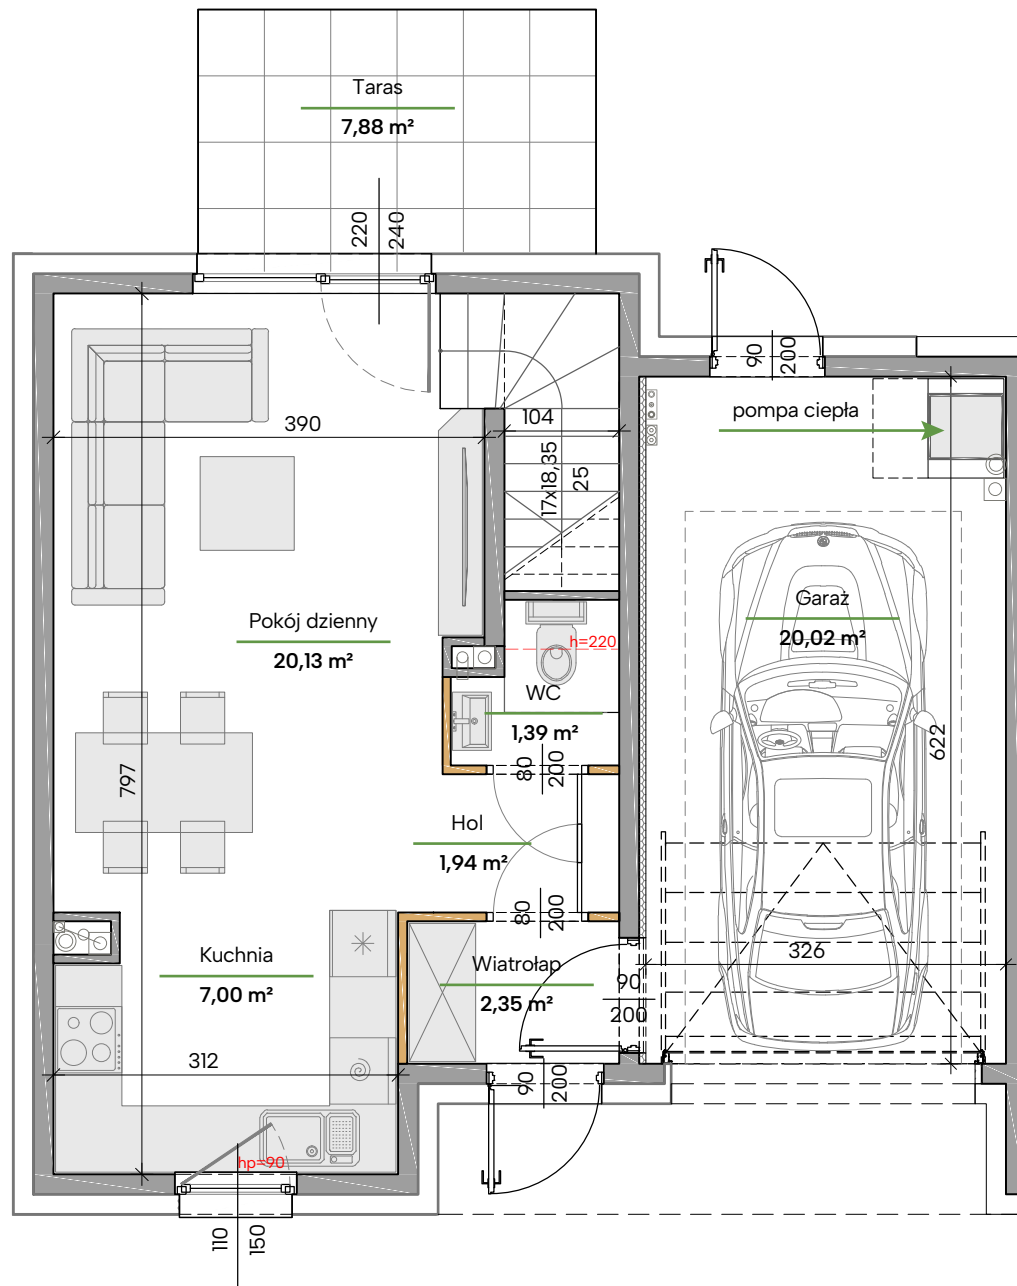 Taras
7,88 m²
220
240
90
200
390
104
pompa ciepła
17x18,35
25
Pokój dzienny
20,13 m²
h=220
Garaż
20,02 m²
WC
1,39 m²
80
200
622
797
Hol
1,94 m²
80
200
Kuchnia
7,00 m²
Wiatrołap
2,35 m²
326
90
200
312
90
200
hp=90
110
150